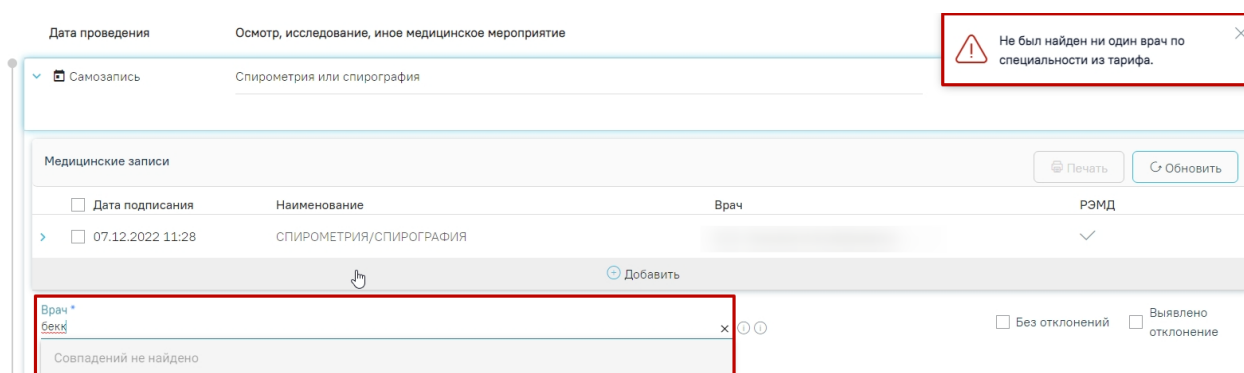 Дата проведения Осмотр, исследование, иное медицинское мероприятие
Не был найден ни один врач по
специальности из тарифа.
Самозапись Спирометрия или спирография
Медицинские записи Печать Обновить
Дата подписания Наименование Врач РЭМД
07.12.2022 11:28 СПИРОМЕТРИЯ/СПИРОГРАФИЯ
Добавить
Врач *
бекк
Без отклонений Выявлено
отклонение
Совпадений не найдено